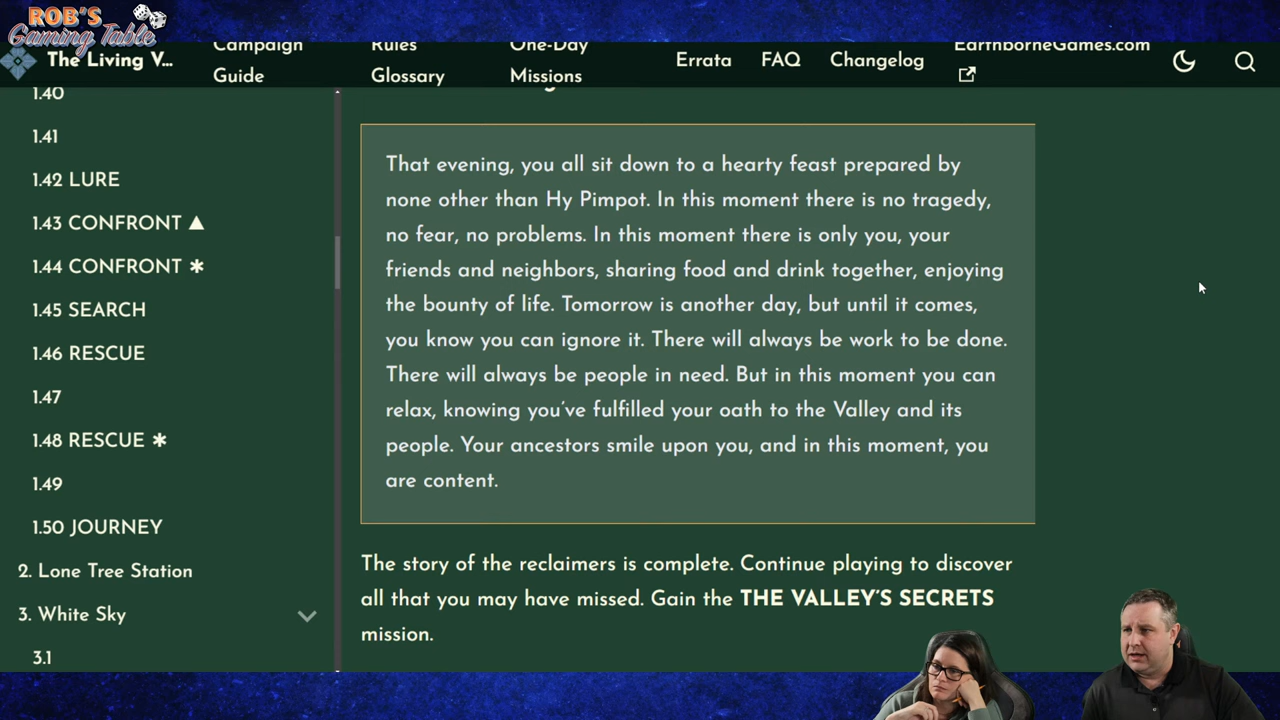 ROB'S
Gaming Table
The Living V...
Campaign
Guide
Rules
Glossary
One-Day
Missions
Errata
FAQ
Changelog
EarthborneGames.com
1.40
1.41
1.42 LURE
1.43 CONFRONT ▲
1.44 CONFRONT ✱
1.45 SEARCH
1.46 RESCUE
1.47
1.48 RESCUE ✱
1.49
1.50 JOURNEY
2. Lone Tree Station
3. White Sky
3.1
That evening, you all sit down to a hearty feast prepared by
none other than Hy Pimpot. In this moment there is no tragedy,
no fear, no problems. In this moment there is only you, your
friends and neighbors, sharing food and drink together, enjoying
the bounty of life. Tomorrow is another day, but until it comes,
you know you can ignore it. There will always be work to be done.
There will always be people in need. But in this moment you can
relax, knowing you've fulfilled your oath to the Valley and its
people. Your ancestors smile upon you, and in this moment, you
are content.
The story of the reclaimers is complete. Continue playing to discover
all that you may have missed. Gain the THE VALLEY'S SECRETS
mission.